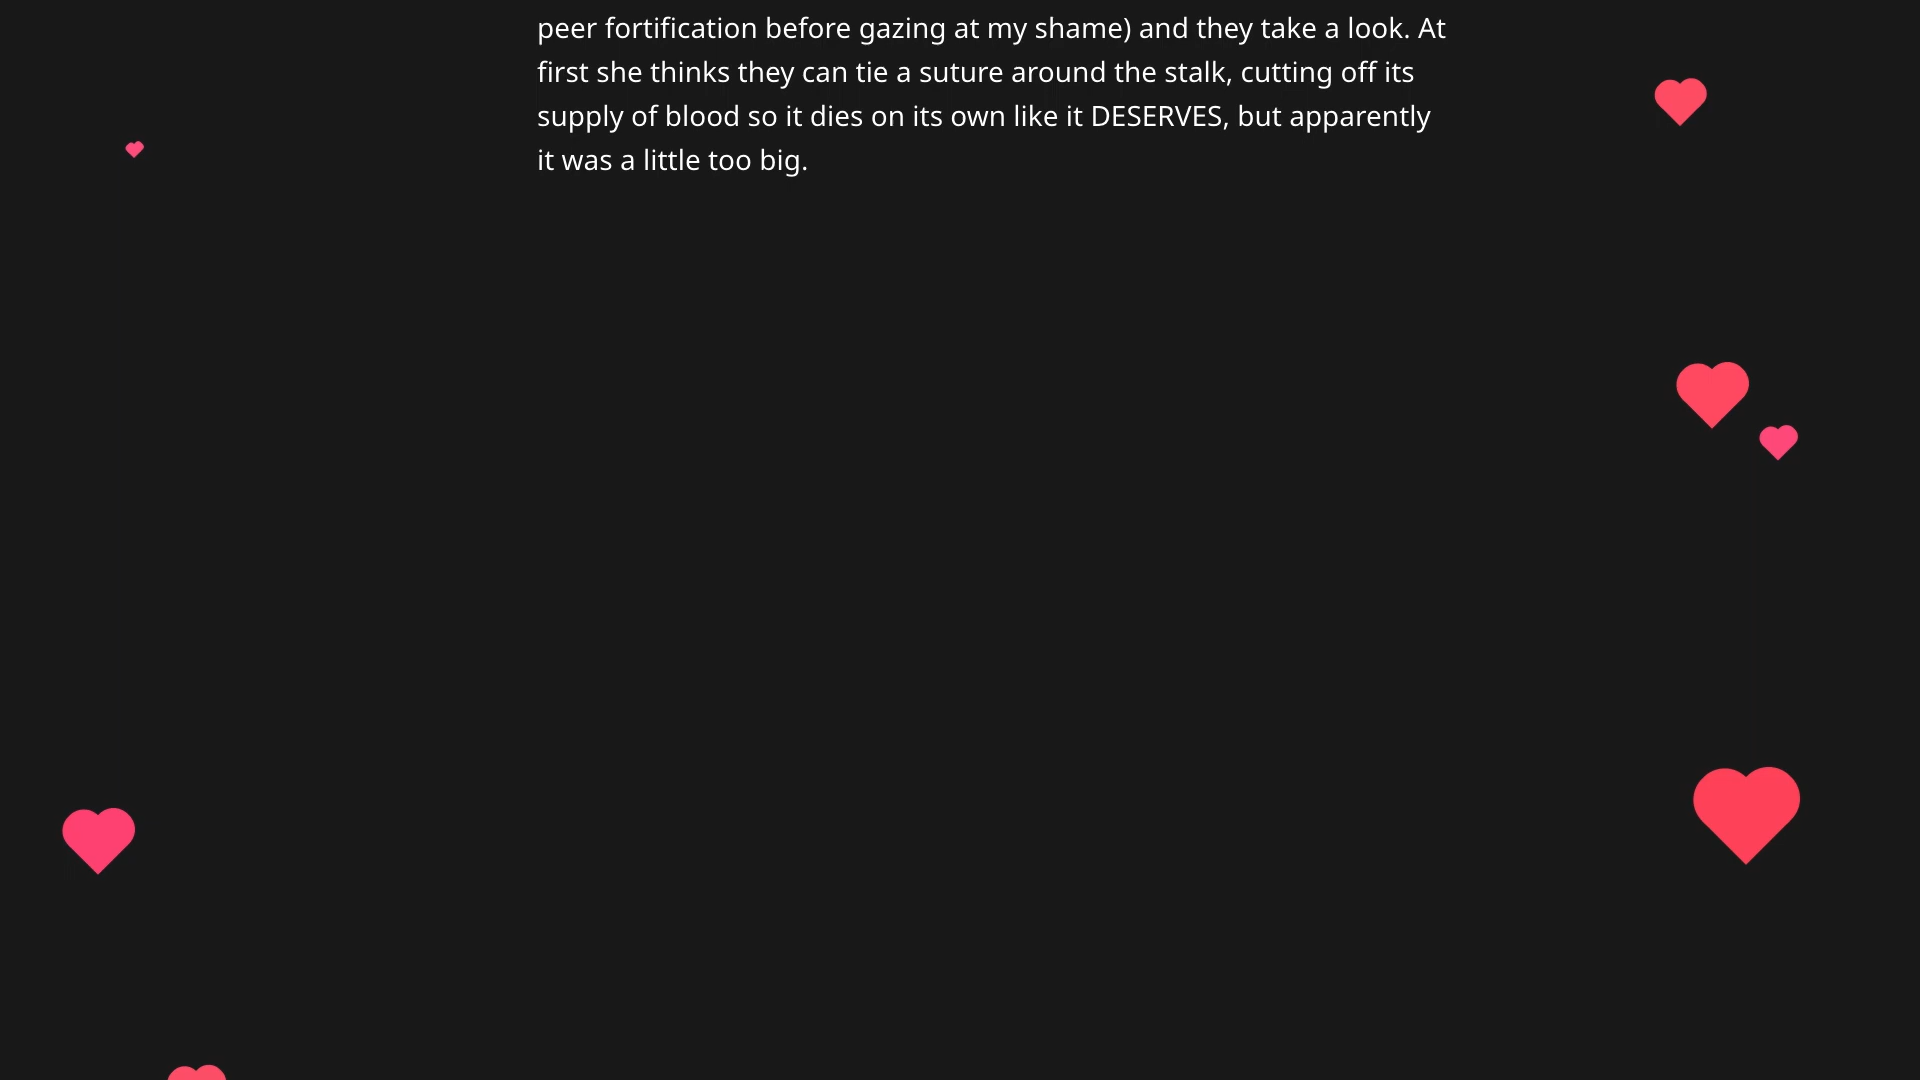 peer fortification before gazing at my shame) and they take a look. At
first she thinks they can tie a suture around the stalk, cutting off its
supply of blood so it dies on its own like it DESERVES, but apparently
it was a little too big.